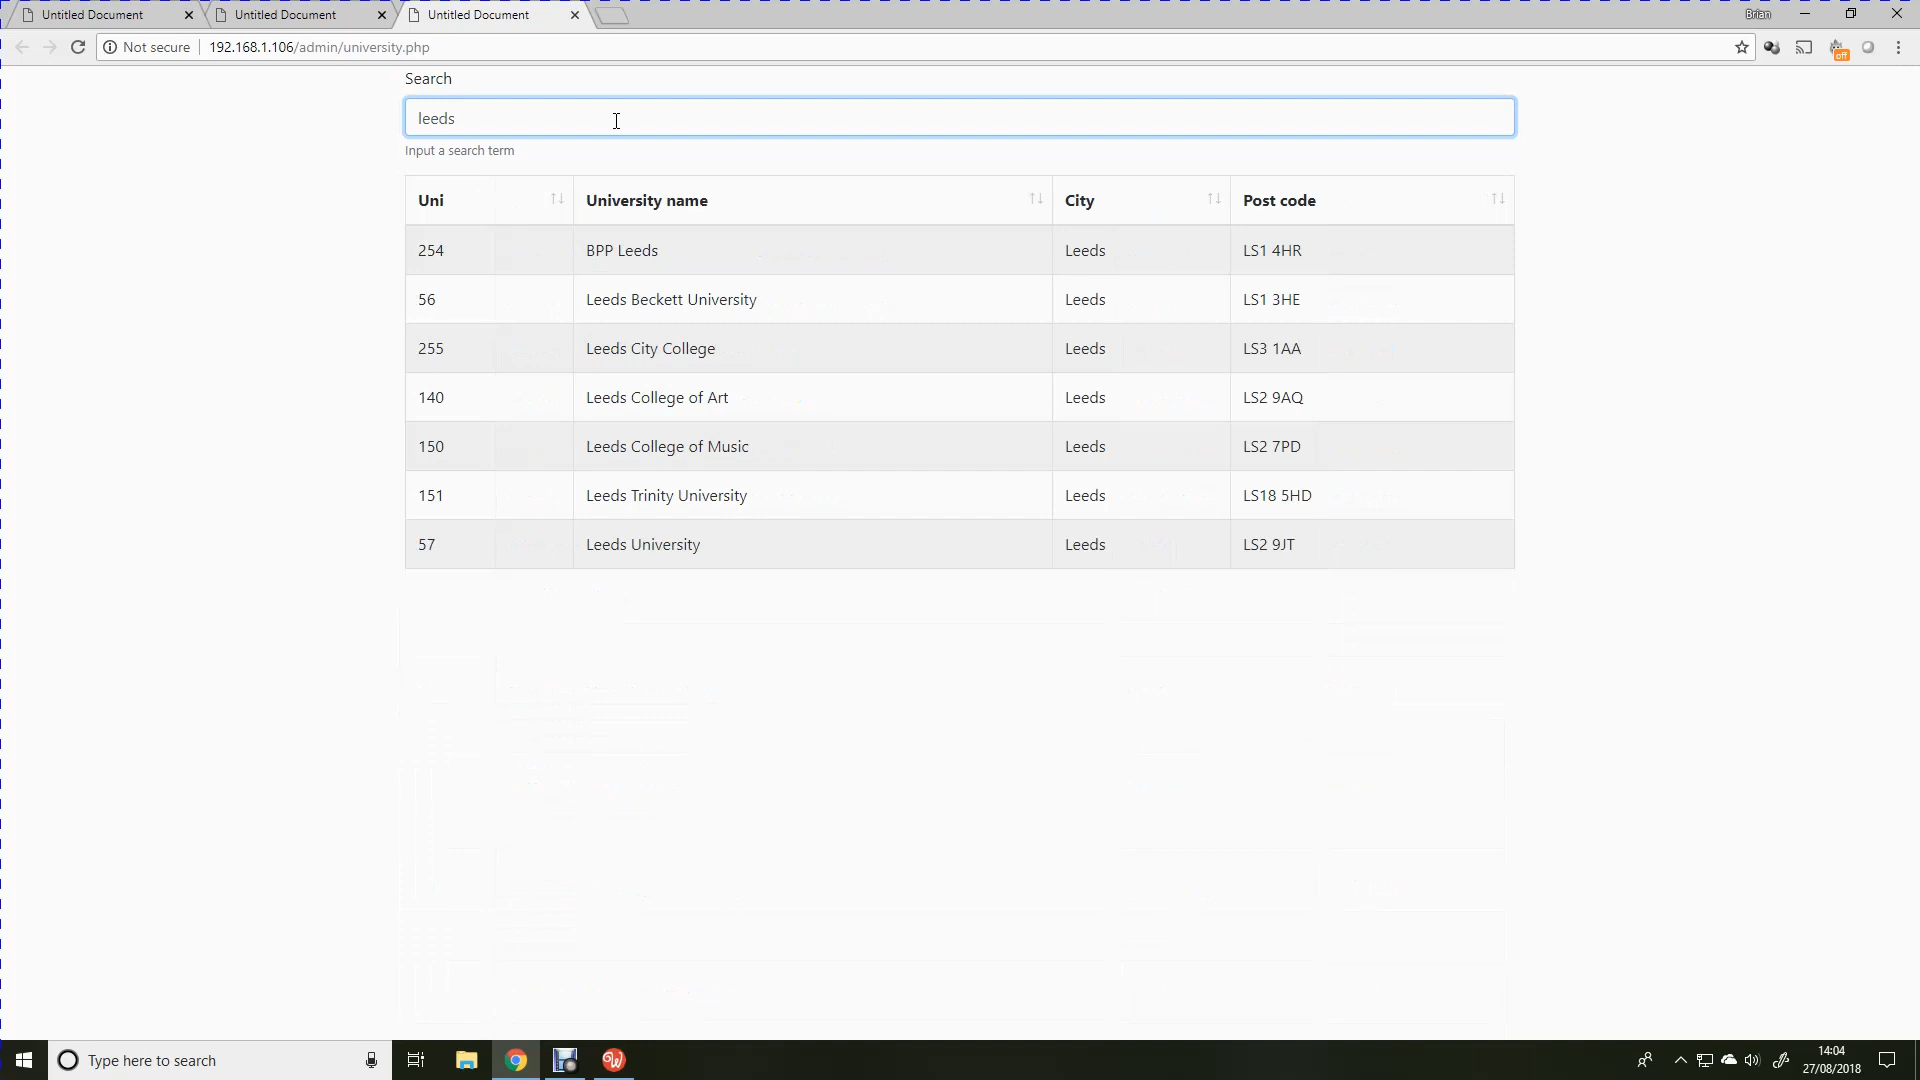 Untitled Document Untitled Document Untitled Document Brian
Not secure 192.168.1.106/admin/university.php off
Search
leeds
Input a search term
Uni University name City Post code
254 BPP Leeds Leeds LS1 4HR
56 Leeds Beckett University Leeds LS1 3HE
255 Leeds City College Leeds LS3 1AA
140 Leeds College of Art Leeds LS2 9AQ
150 Leeds College of Music Leeds LS2 7PD
151 Leeds Trinity University Leeds LS18 5HD
57 Leeds University Leeds LS2 9JT
Type here to search 14:04
27/08/2018